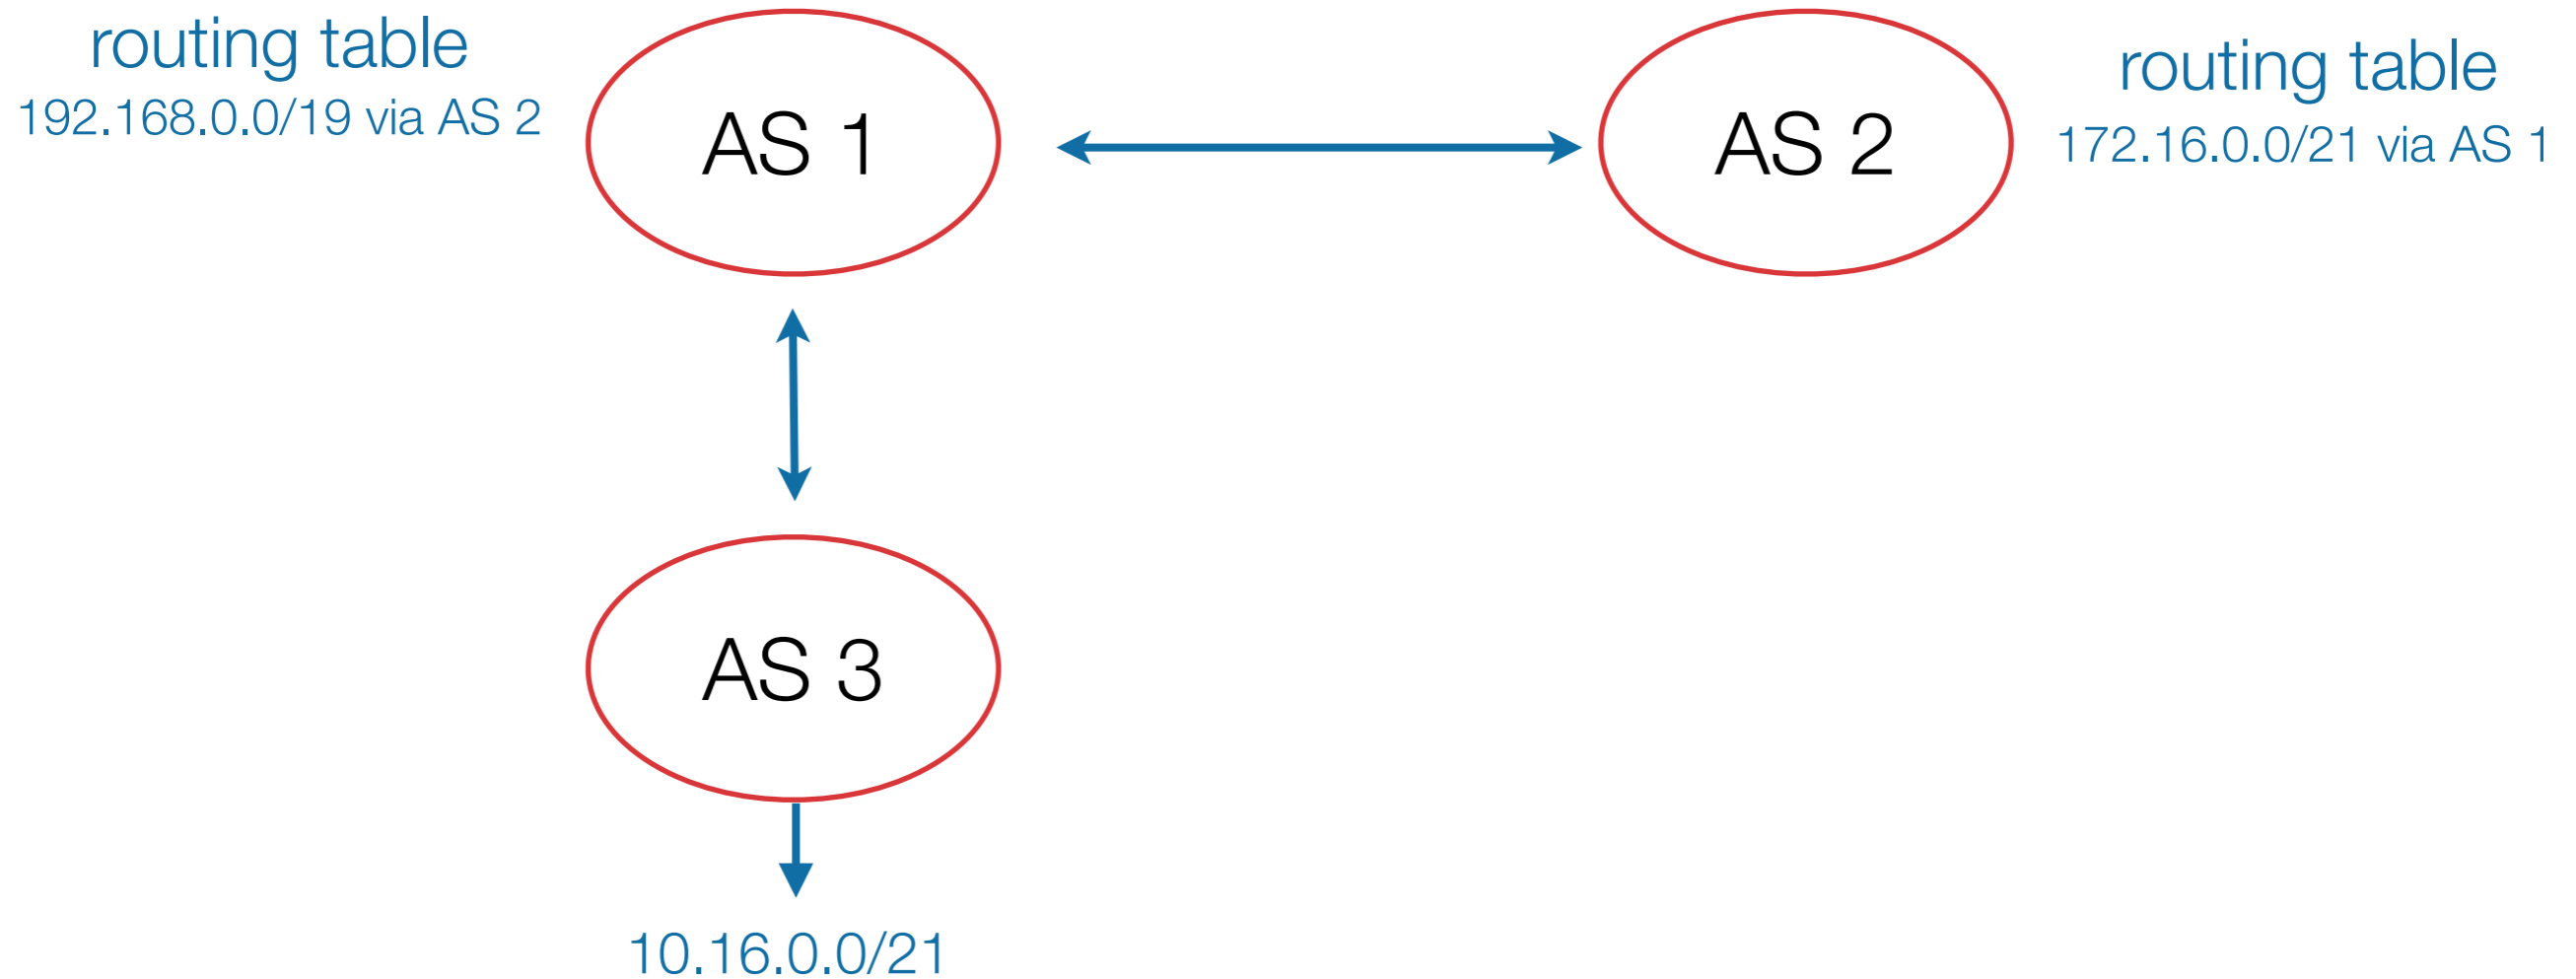 routing table
192.168.0.0/19 via AS 2
AS 1
AS 2
routing table
172.16.0.0/21 via AS 1
AS 3
10.16.0.0/21